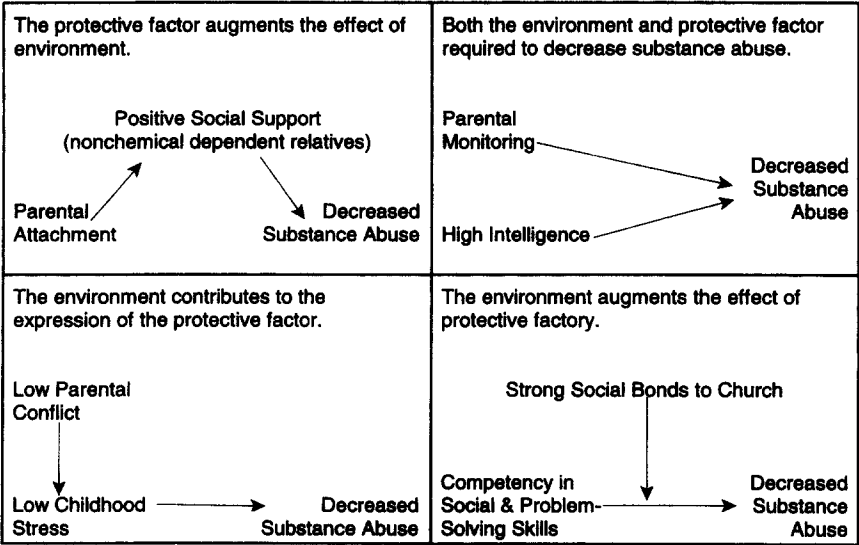 The protective factor augments the effect of
environment.
Positive Social Support
(nonchemical dependent relatives)
Parental
Attachment
Decreased
Substance Abuse
Both the environment and protective factor
required to decrease substance abuse.
Parental
Monitoring
High Intelligence
Decreased
Substance
Abuse
The environment contributes to the
expression of the protective factor.
Low Parental
Conflict
Low Childhood
Stress
Decreased
Substance Abuse
The environment augments the effect of
protective factory.
Strong Social Bonds to Church
Competency in
Social & Problem-
Solving Skills
Decreased
Substance
Abuse